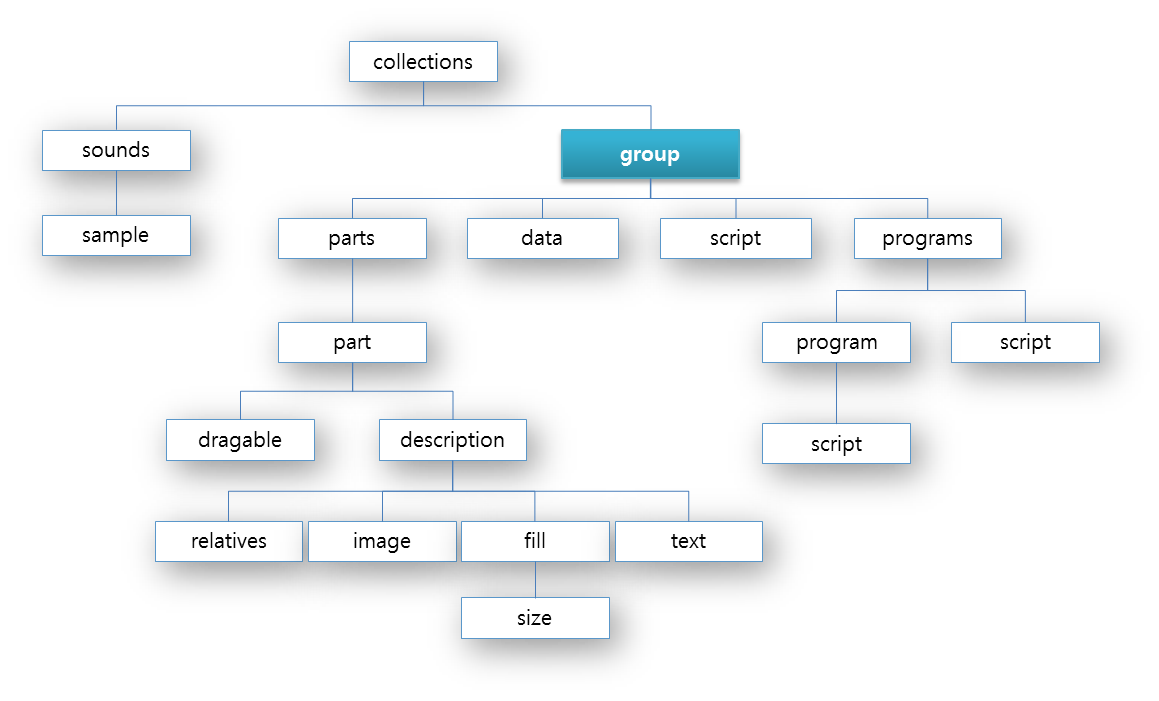 collections
sounds
group
sample
parts
data
script
programs
part
program
script
dragable
description
script
relatives
image
fill
text
size